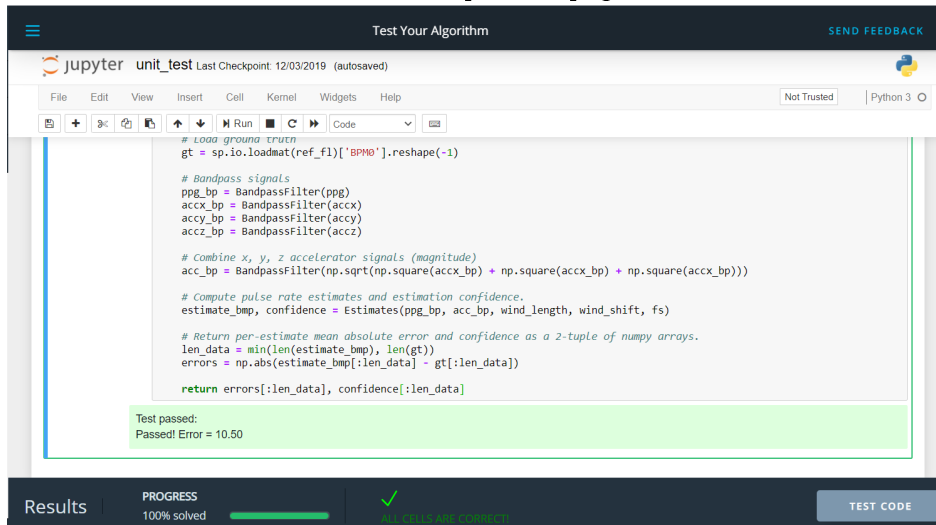 Test Your Algorithm
SEND FEEDBACK
jupyter unit_test Last Checkpoint: 12/03/2019 (autosaved)
File Edit View Insert Cell Kernel Widgets Help
Not Trusted
Python 3
Run
Code
# Load ground truth
gt = sp.io.loadmat(ref_fl)['BPM0'].reshape(-1)
# Bandpass signals
ppg_bp = BandpassFilter(ppg)
accx_bp = BandpassFilter(accx)
accy_bp = BandpassFilter(accy)
accz_bp = BandpassFilter(accz)
# Combine x, y, z accelerator signals (magnitude)
acc_bp = BandpassFilter(np.sqrt(np.square(accx_bp) + np.square(accx_bp) + np.square(accx_bp)))
# Compute pulse rate estimates and estimation confidence.
estimate_bmp, confidence = Estimates(ppg_bp, acc_bp, wind_length, wind_shift, fs)
# Return per-estimate mean absolute error and confidence as a 2-tuple of numpy arrays.
len_data = min(len(estimate_bmp), len(gt))
errors = np.abs(estimate_bmp[:len_data] - gt[:len_data])
return errors[:len_data], confidence[:len_data]
Test passed:
Passed! Error = 10.50
Results
PROGRESS
100% solved
ALL CELLS ARE CORRECT!
TEST CODE